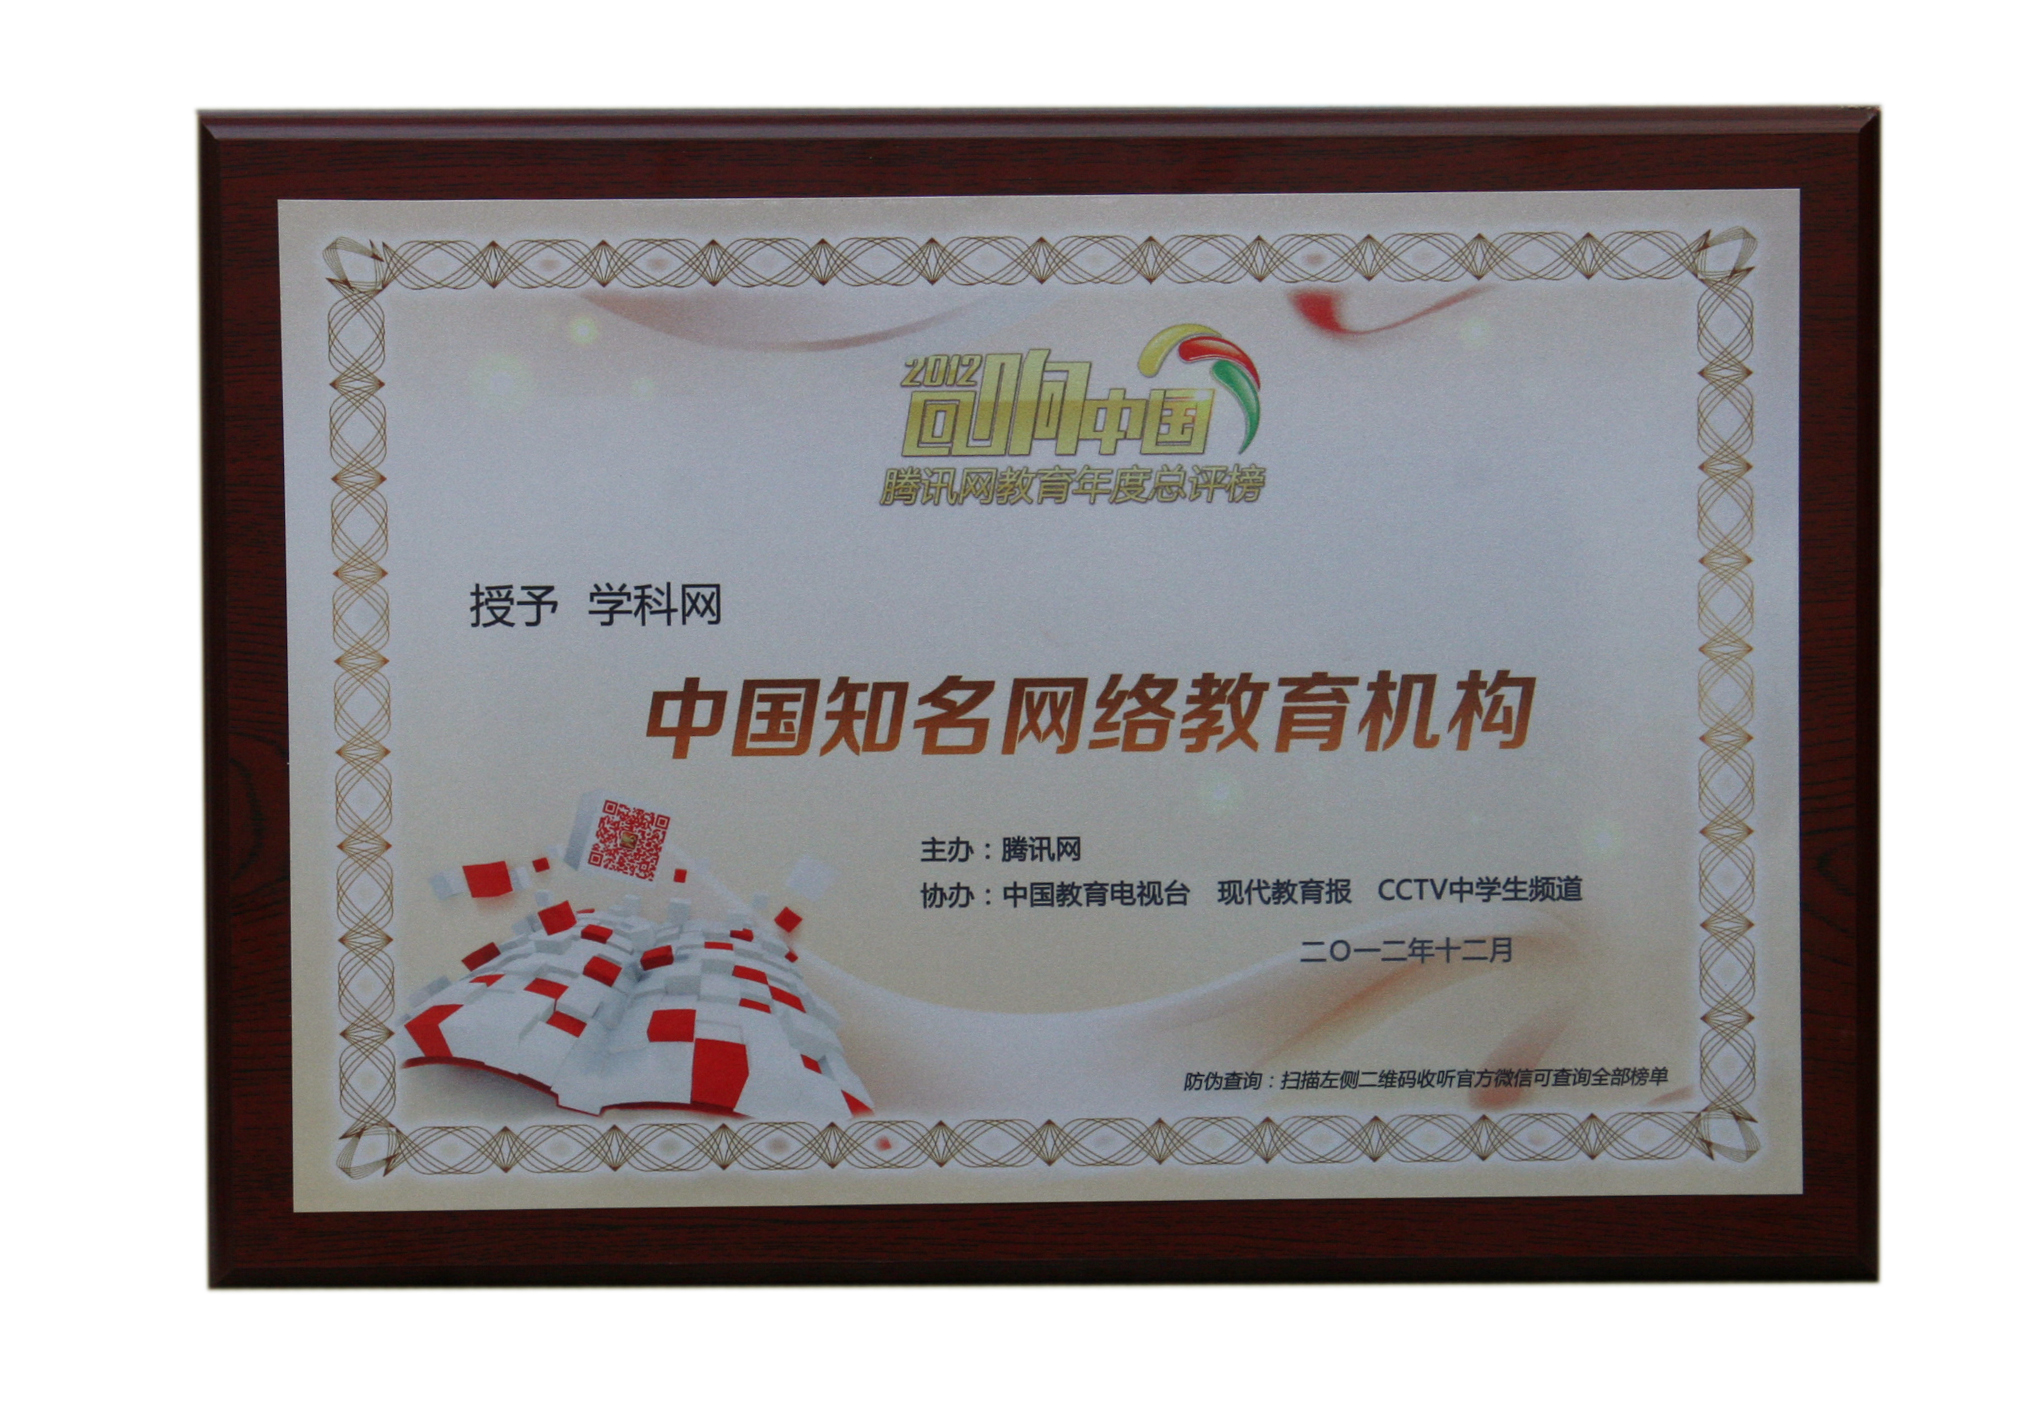 2012
回响中国
腾讯网教育年度总评榜
授予 学科网
中国知名网络教育机构
主办：腾讯网
协办：中国教育电视台 现代教育报 CCTV中学生频道
二〇一二年十二月
防伪查询：扫描左侧二维码收听官方微信可查询全部榜单